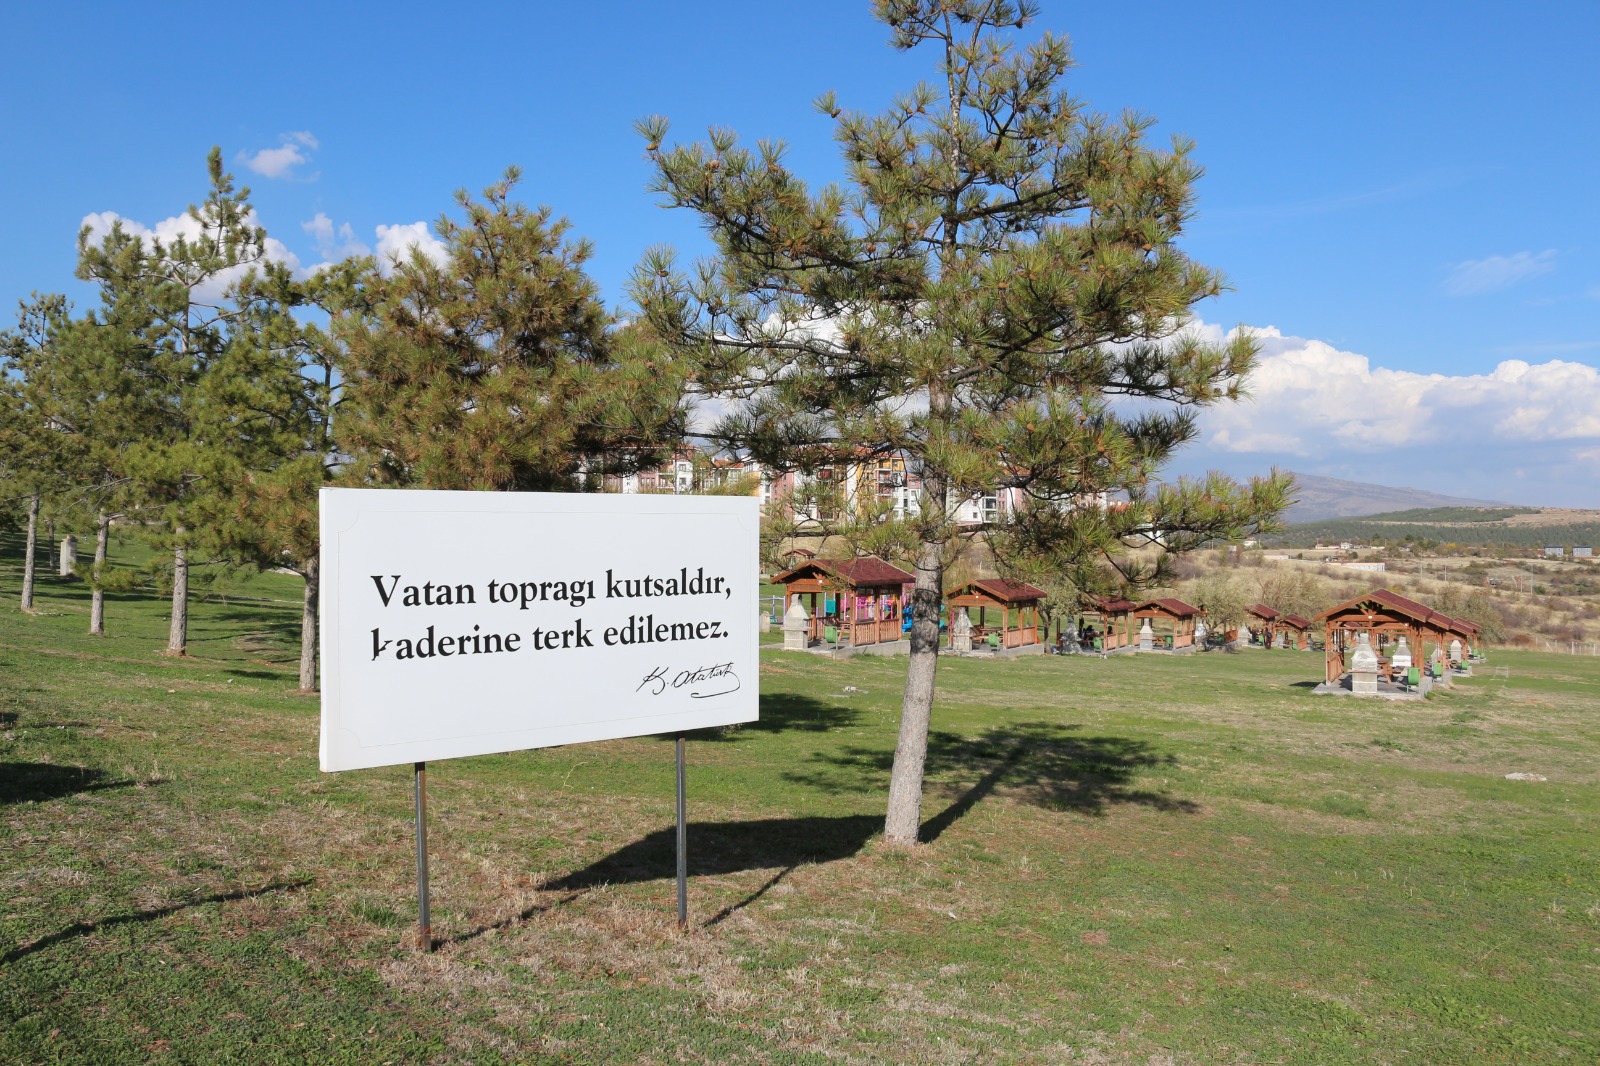 Vatan topragı kutsaldır,
kaderine terk edilemez.
K. Atatürk